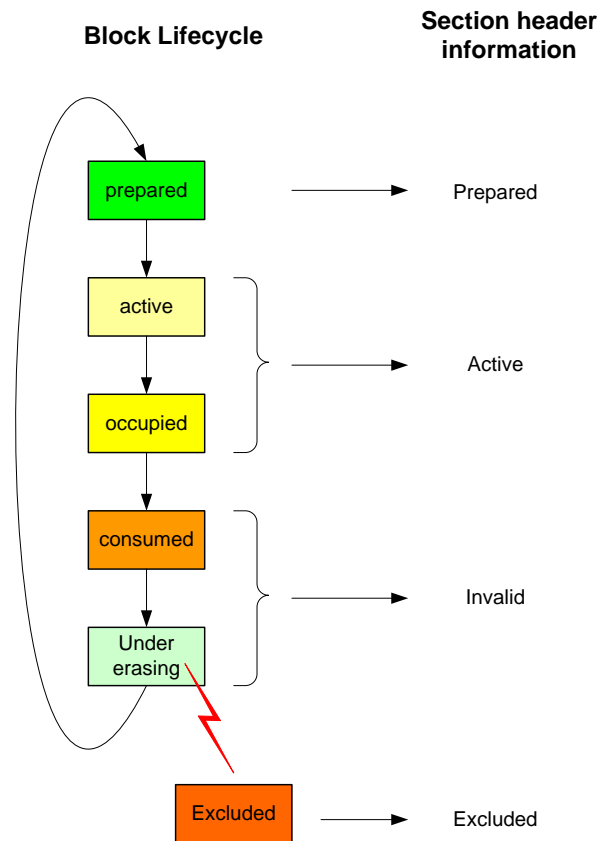 Block Lifecycle
Section header
information
prepared
Prepared
active
Active
occupied
consumed
Invalid
Under
erasing
Excluded
Excluded